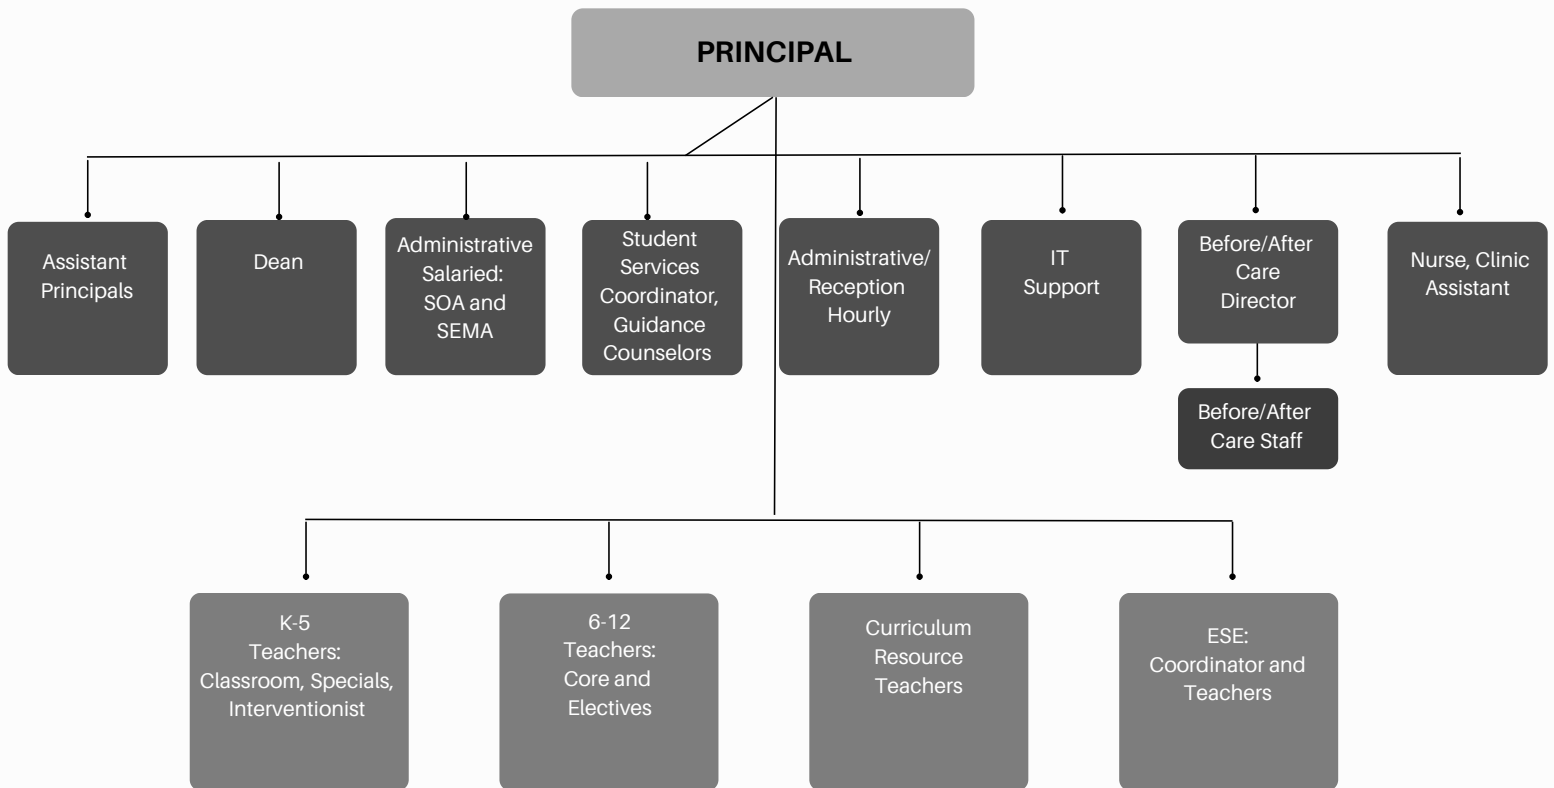 PRINCIPAL
Assistant
Principals
Dean
Administrative
Salaried:
SOA and
SEMA
Student
Services
Coordinator,
Guidance
Counselors
Administrative/
Reception
Hourly
IT
Support
Before/After
Care
Director
Nurse, Clinic
Assistant
Before/After
Care Staff
K-5
Teachers:
Classroom, Specials,
Interventionist
6-12
Teachers:
Core and
Electives
Curriculum
Resource
Teachers
ESE:
Coordinator and
Teachers